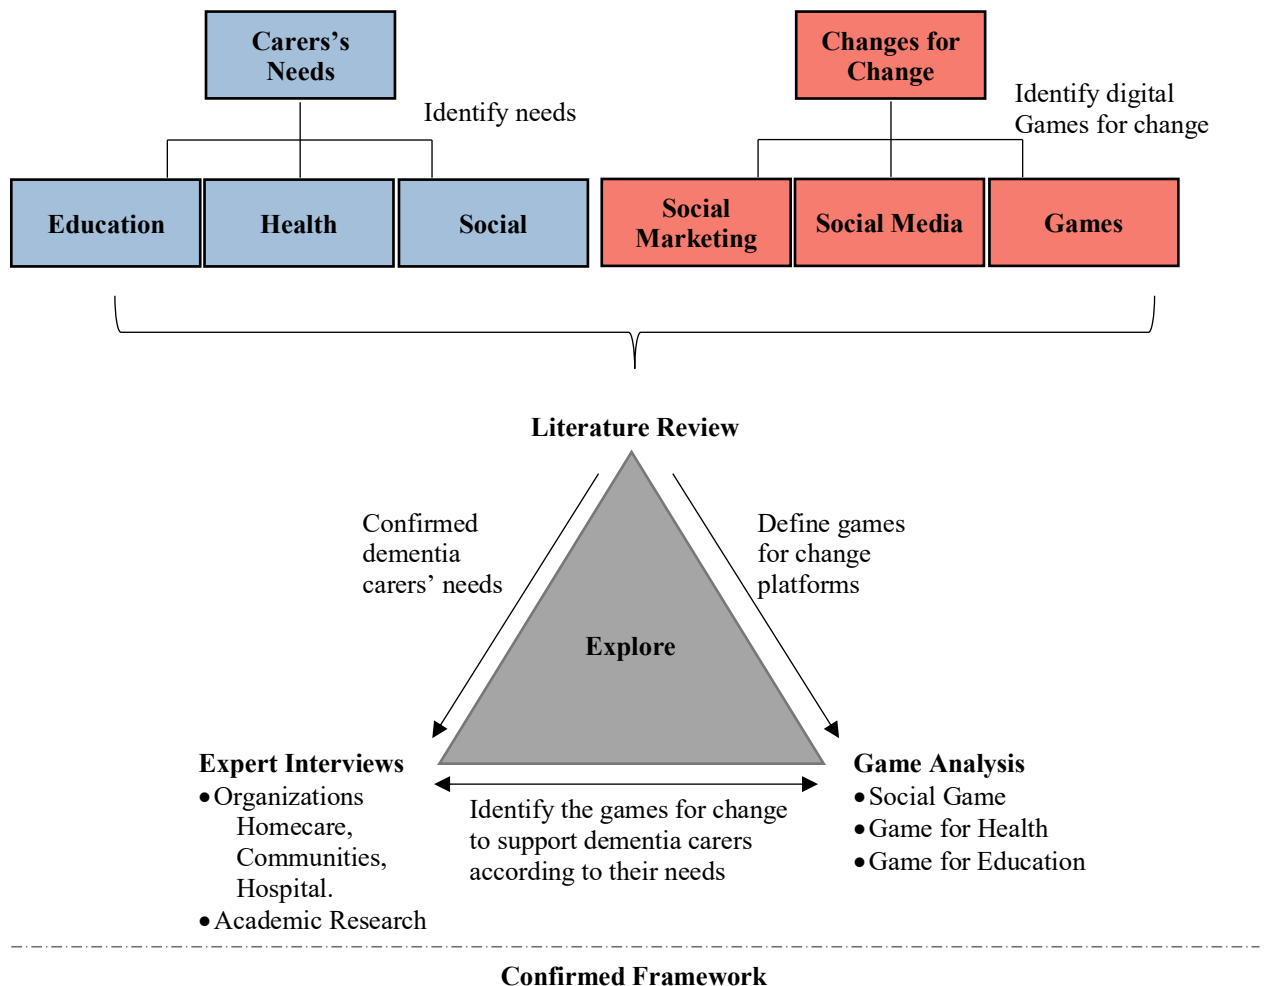 Carers's
Needs
Changes for
Change
Identify needs
Identify digital
Games for change
Education
Health
Social
Social
Marketing
Social Media
Games
Literature Review
Confirmed
dementia
carers’ needs
Define games
for change
platforms
Explore
Expert Interviews
•Organizations
Homecare,
Communities,
Hospital.
•Academic Research
Identify the games for change
to support dementia carers
according to their needs
Game Analysis
•Social Game
•Game for Health
•Game for Education
Confirmed Framework